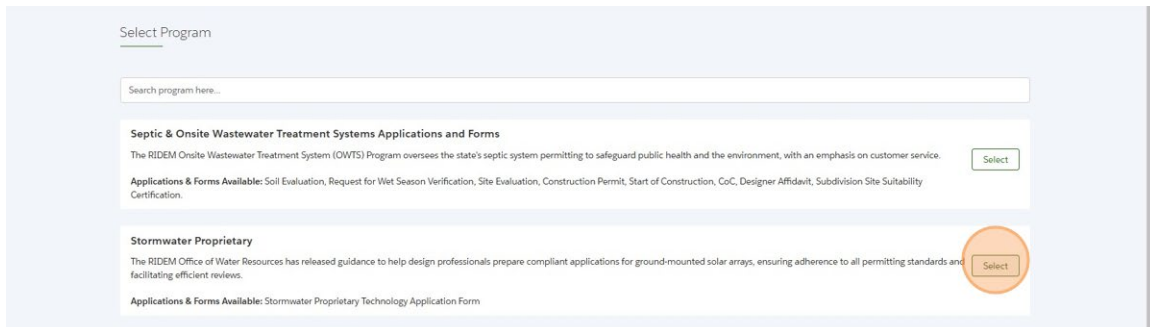 Select Program
Search program here...
Septic & Onsite Wastewater Treatment Systems Applications and Forms
The RIDEM Onsite Wastewater Treatment System (OWTS) Program oversees the state's septic system permitting to safeguard public health and the environment, with an emphasis on customer service.
Select
Applications & Forms Available: Soil Evaluation, Request for Wet Season Verification, Site Evaluation, Construction Permit, Start of Construction, CoC, Designer Affidavit, Subdivision Site Suitability
Certification.
Stormwater Proprietary
The RIDEM Office of Water Resources has released guidance to help design professionals prepare compliant applications for ground-mounted solar arrays, ensuring adherence to all permitting standards and
facilitating efficient reviews.
Select
Applications & Forms Available: Stormwater Proprietary Technology Application Form